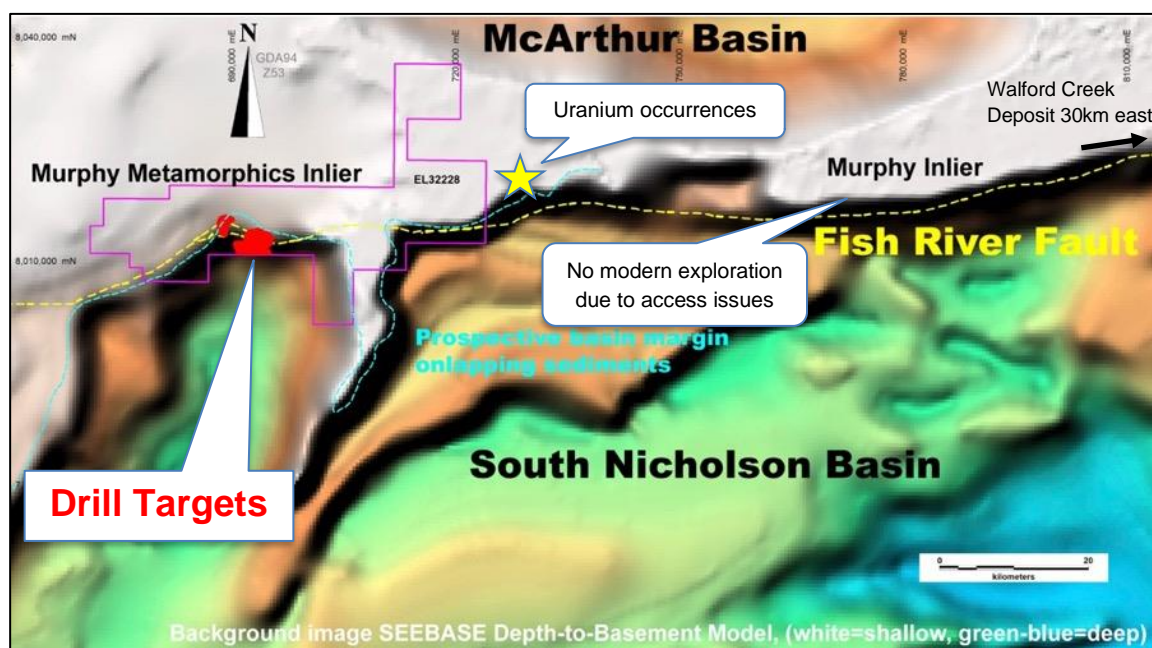 McArthur Basin
8,040,000 mN
690,000 mE
720,000 mE
750,000 mE
780,000 mE
810,000 mE
N
GDA94
Z53
Uranium occurrences
Walford Creek
Deposit 30km east
Murphy Metamorphics Inlier
EL32228
Murphy Inlier
Fish River Fault
8,010,000 mN
No modern exploration
due to access issues
Prospective basin margin
onlapping sediments
South Nicholson Basin
Drill Targets
0 20
kilometers
Background image SEEBASE Depth-to-Basement Model, (white=shallow, green-blue=deep)